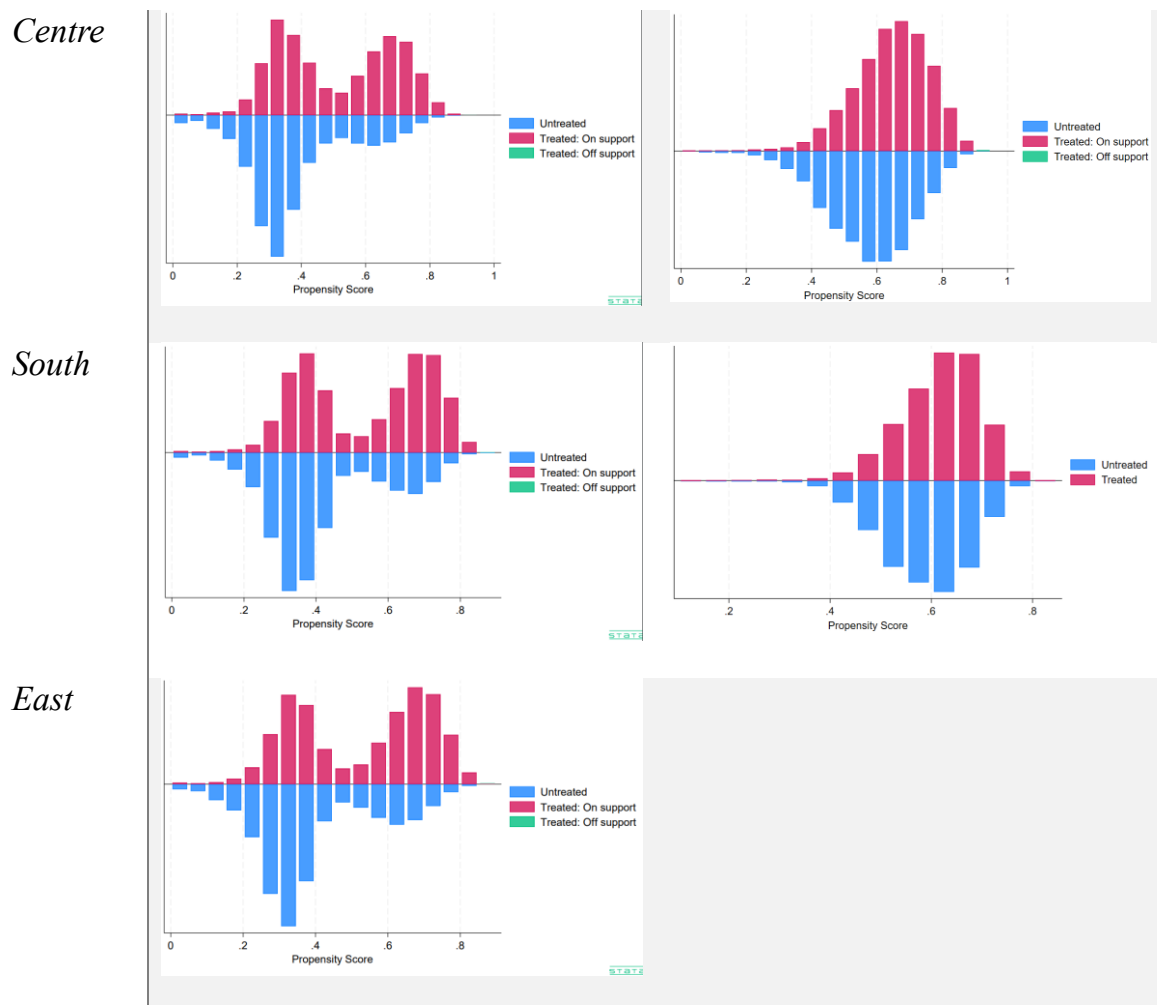 Centre
Untreated
Treated: On support
Treated: Off support
0 .2 .4 .6 .8 1
Propensity Score
stata
Untreated
Treated: On support
Treated: Off support
0 .2 .4 .6 .8 1
Propensity Score
South
Untreated
Treated: On support
Treated: Off support
0 .2 .4 .6 .8
Propensity Score
stata
Untreated
Treated
.2 .4 .6 .8
Propensity Score
East
Untreated
Treated: On support
Treated: Off support
0 .2 .4 .6 .8
Propensity Score
stata